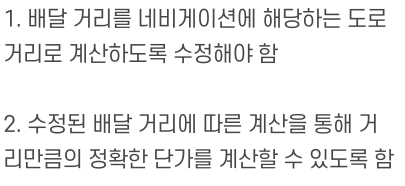 1. 배달 거리를 네비게이션에 해당하는 도로
거리로 계산하도록 수정해야 함
2. 수정된 배달 거리에 따른 계산을 통해 거
리만큼의 정확한 단가를 계산할 수 있도록 함